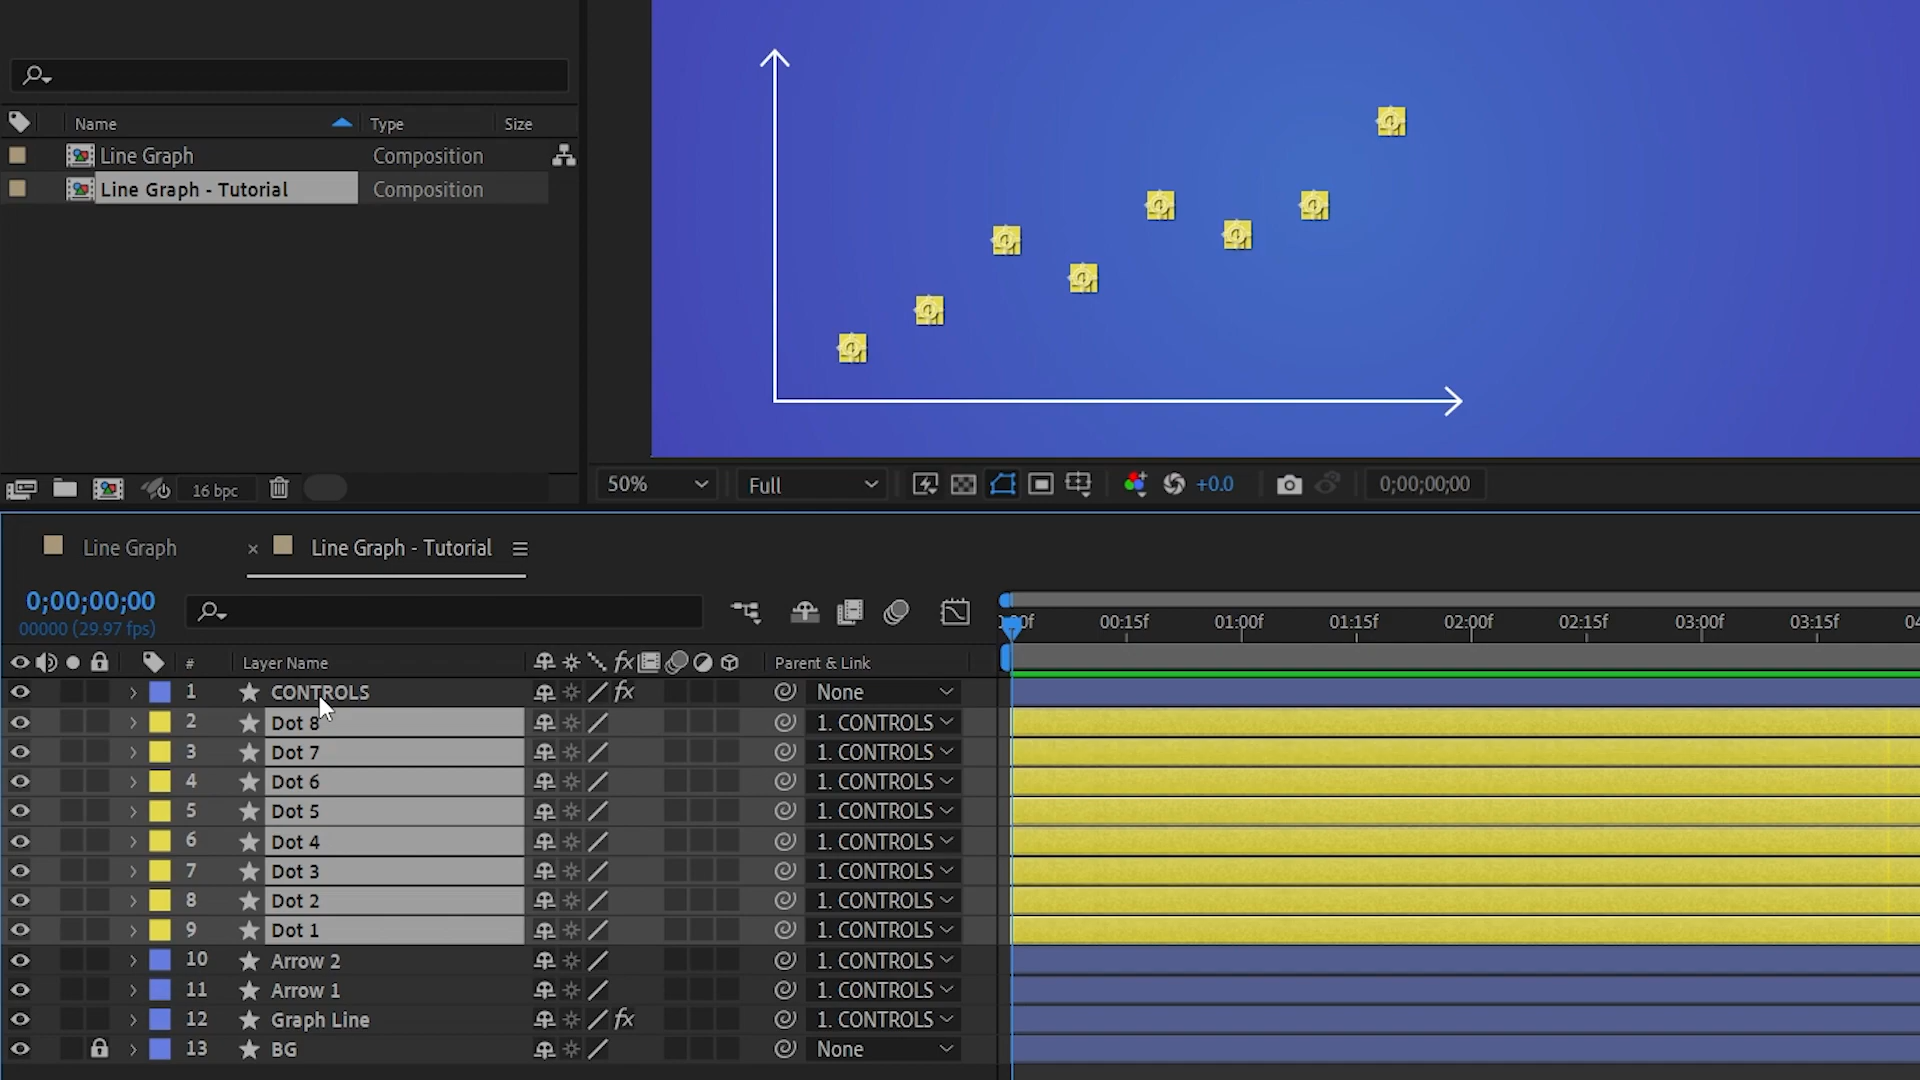 Name Type Size
Line Graph Composition
Line Graph - Tutorial Composition
16 bpc
50% Full +0.0 0;00;00;00
Line Graph × Line Graph - Tutorial
0;00;00;00
00000 (29.97 fps)
00:15f 01:00f 01:15f 02:00f 02:15f 03:00f 03:15f
# Layer Name fx Parent & Link
1 CONTROLS fx None
2 Dot 8 1. CONTROLS
3 Dot 7 1. CONTROLS
4 Dot 6 1. CONTROLS
5 Dot 5 1. CONTROLS
6 Dot 4 1. CONTROLS
7 Dot 3 1. CONTROLS
8 Dot 2 1. CONTROLS
9 Dot 1 1. CONTROLS
10 Arrow 2 1. CONTROLS
11 Arrow 1 1. CONTROLS
12 Graph Line fx 1. CONTROLS
13 BG None